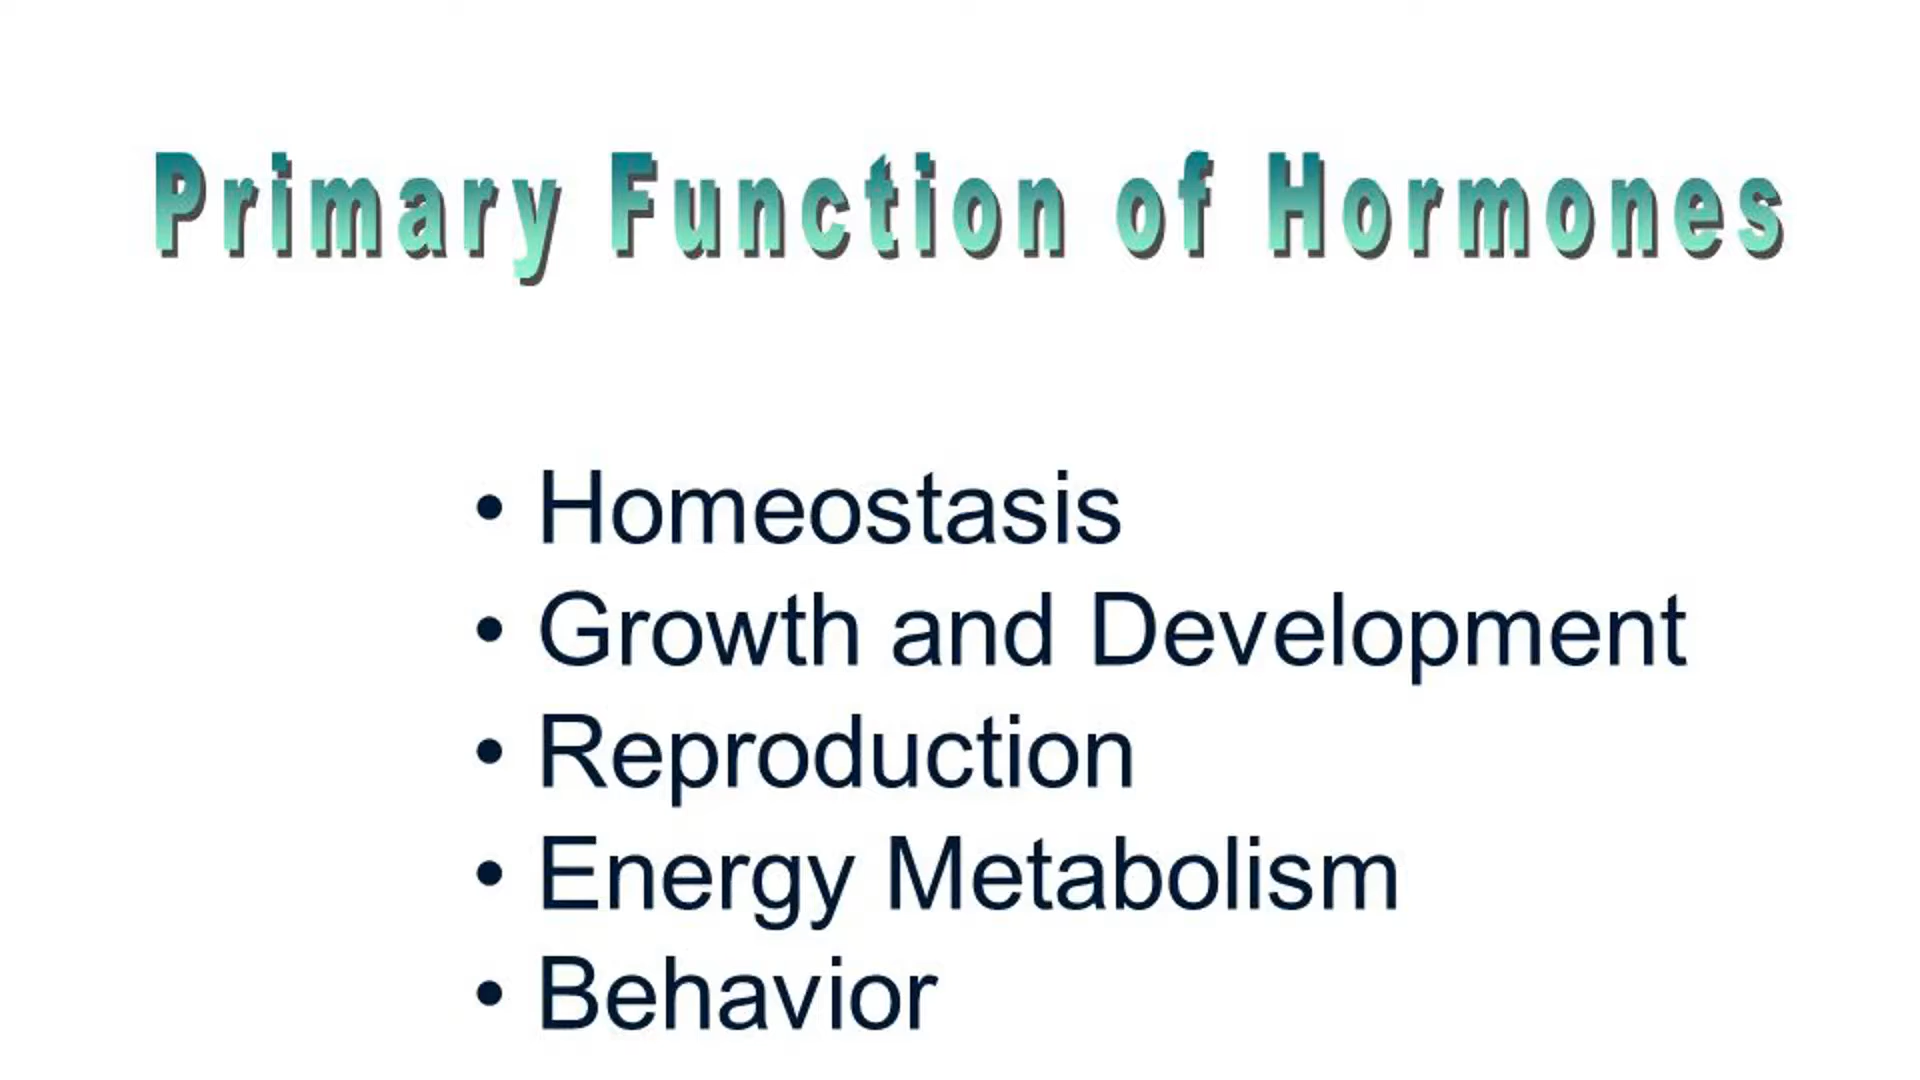 Primary Function of Hormones
• Homeostasis
• Growth and Development
• Reproduction
• Energy Metabolism
• Behavior